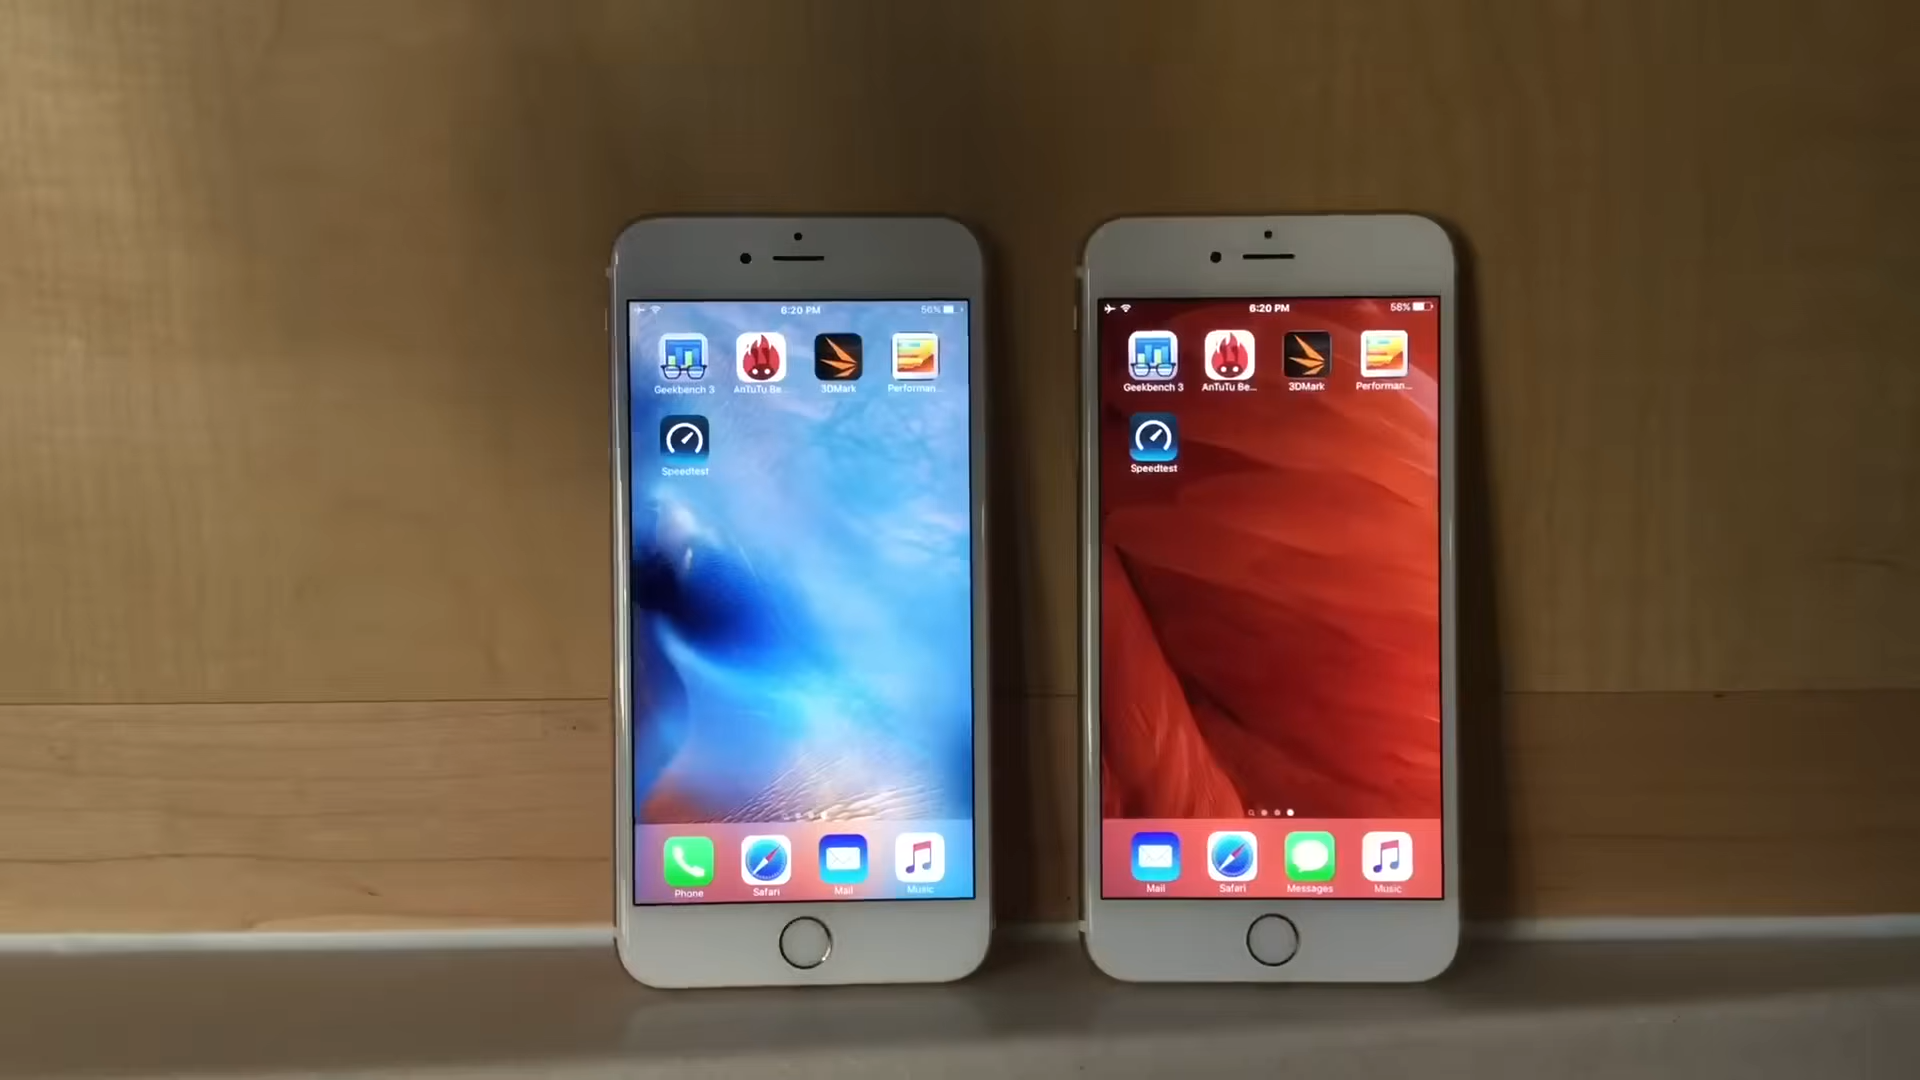 6:20 PM 56%
Geekbench 3 AnTuTu Be... 3DMark Performan...
Speedtest
Phone Safari Mail Music
6:20 PM 58%
Geekbench 3 AnTuTu Be... 3DMark Performan...
Speedtest
Mail Safari Messages Music